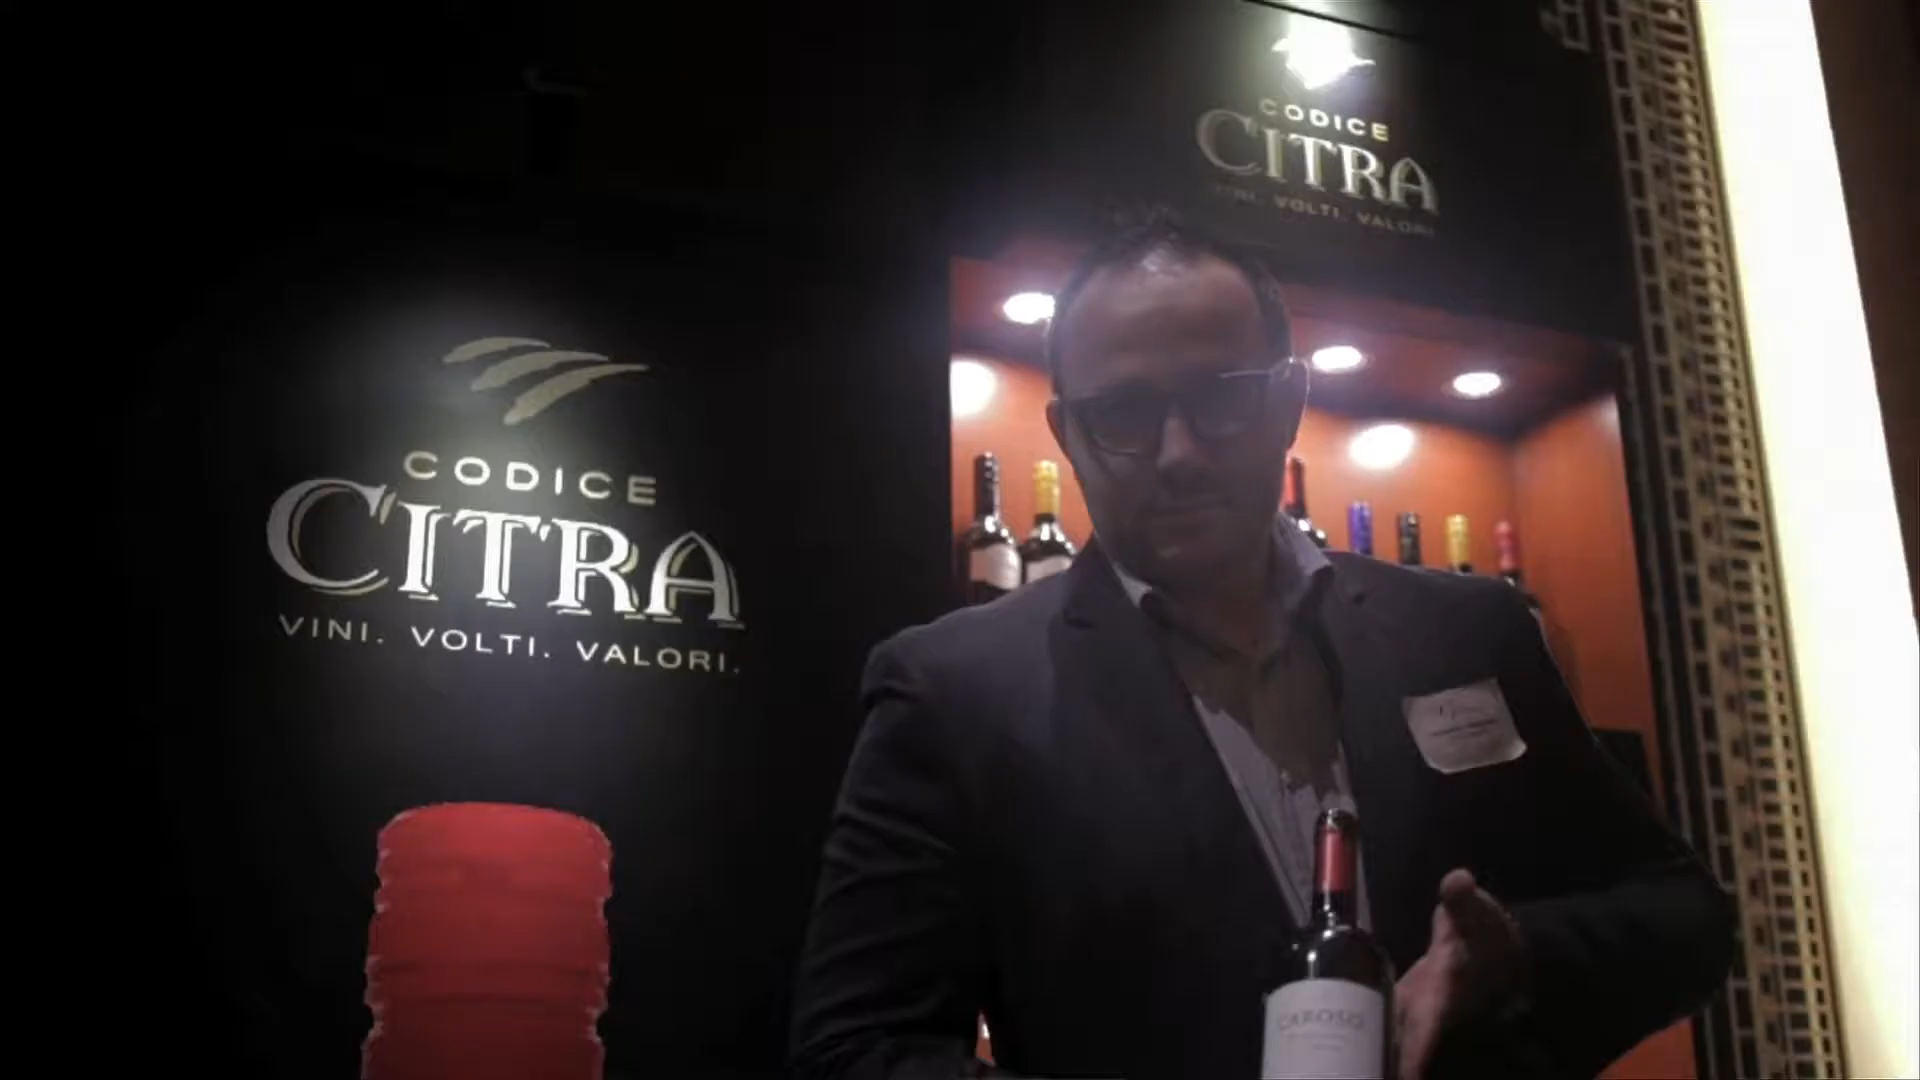 CODICE
CITRA
VINI. VOLTI. VALORI.
CODICE
CITRA
VINI. VOLTI. VALORI.
CAROSO